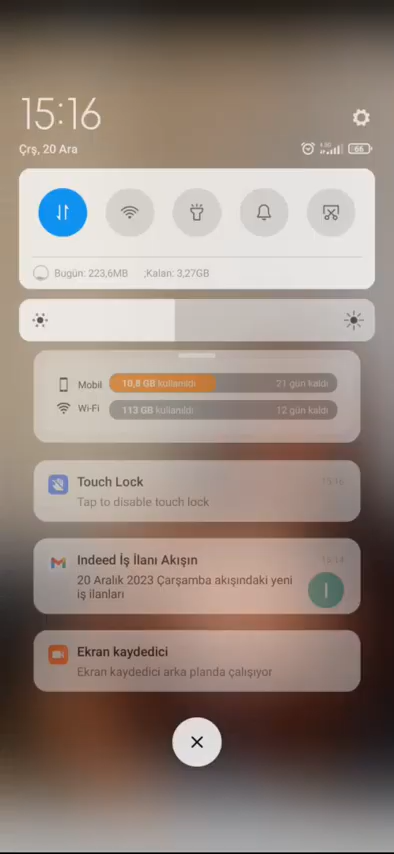 15:16
Çrş, 20 Ara
66
Bugün: 223,6MB ,Kalan: 3,27GB
Mobil 10,8 GB kullanıldı 21 gün kaldı
Wi-Fi 113 GB kullanıldı 12 gün kaldı
Touch Lock 15:16
Tap to disable touch lock
Indeed İş İlanı Akışın
20 Aralık 2023 Çarşamba akışındaki yeni
iş ilanları
I
Ekran kaydedici
Ekran kaydedici arka planda çalışıyor